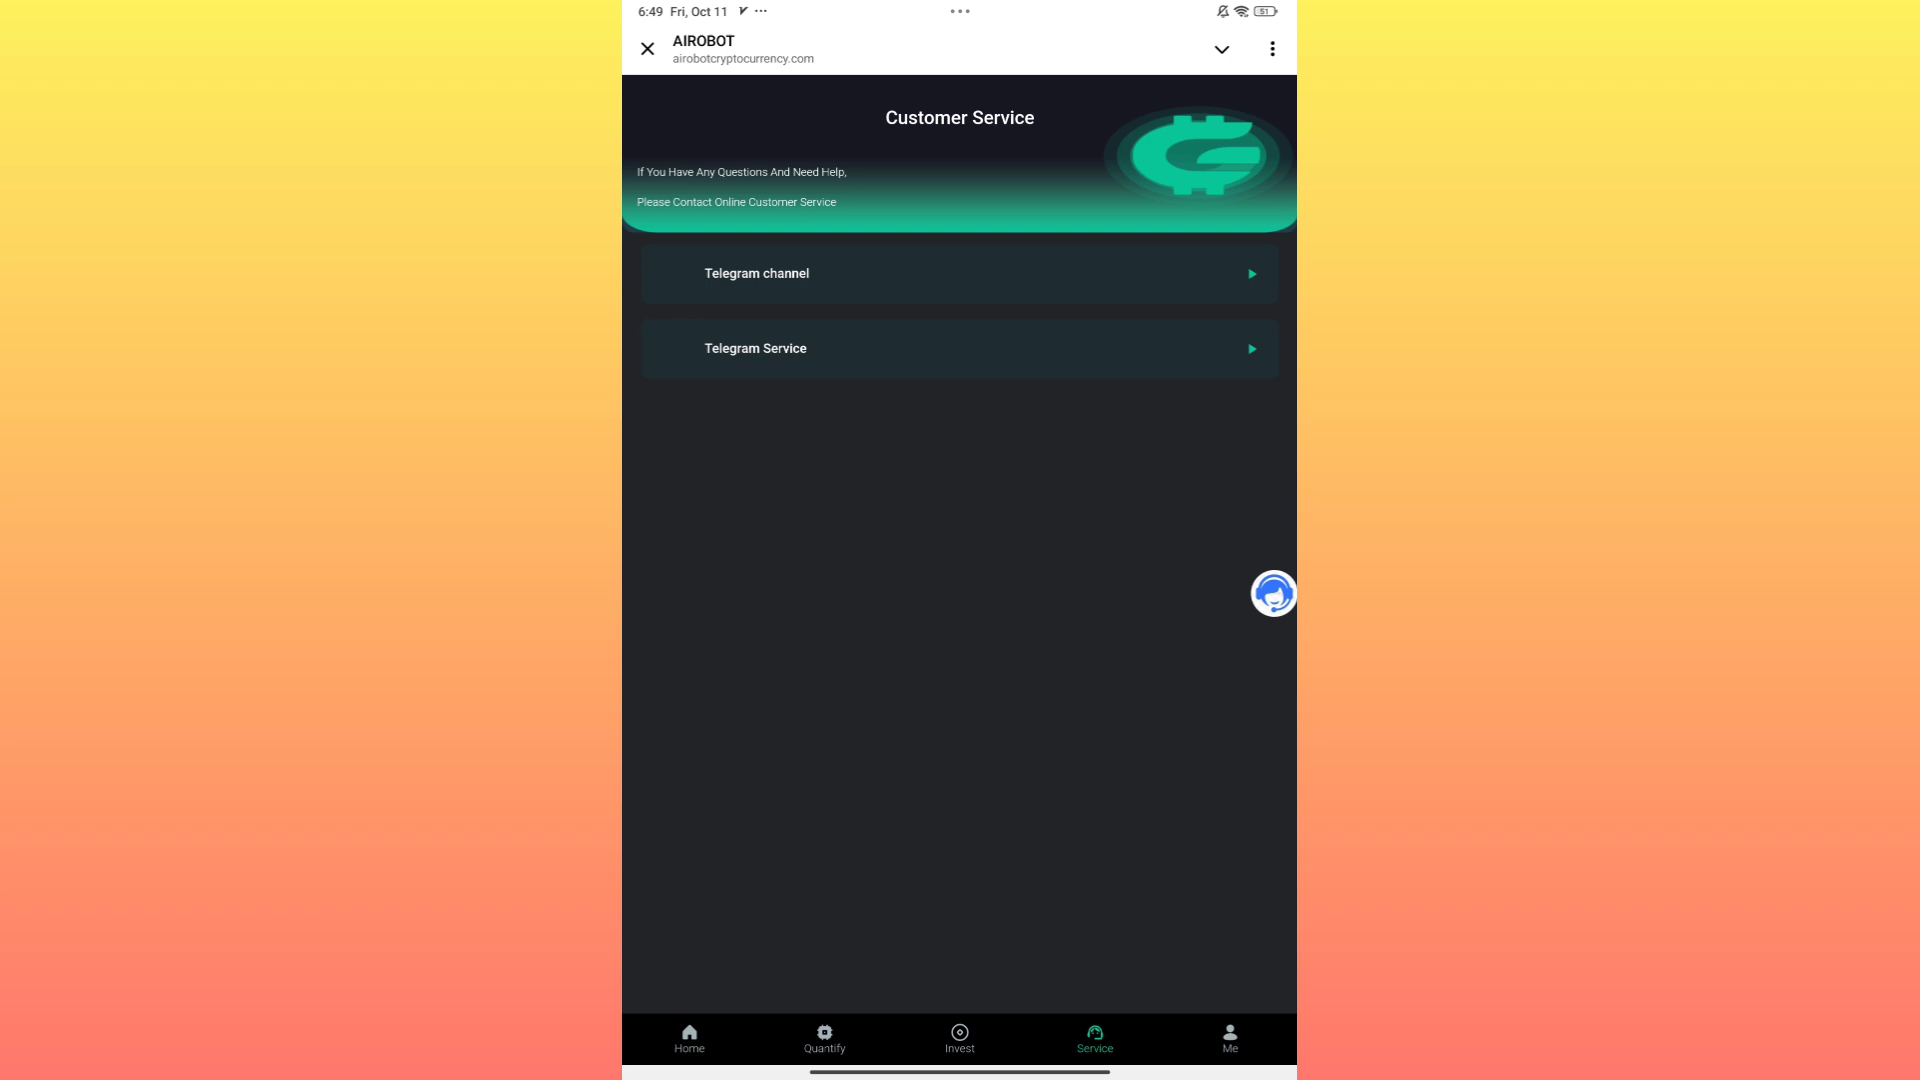 6:49 Fri, Oct 11
51
AIROBOT
airobotcryptocurrency.com
Customer Service
If You Have Any Questions And Need Help,
Please Contact Online Customer Service
Telegram channel
Telegram Service
Home
Quantify
Invest
Service
Me